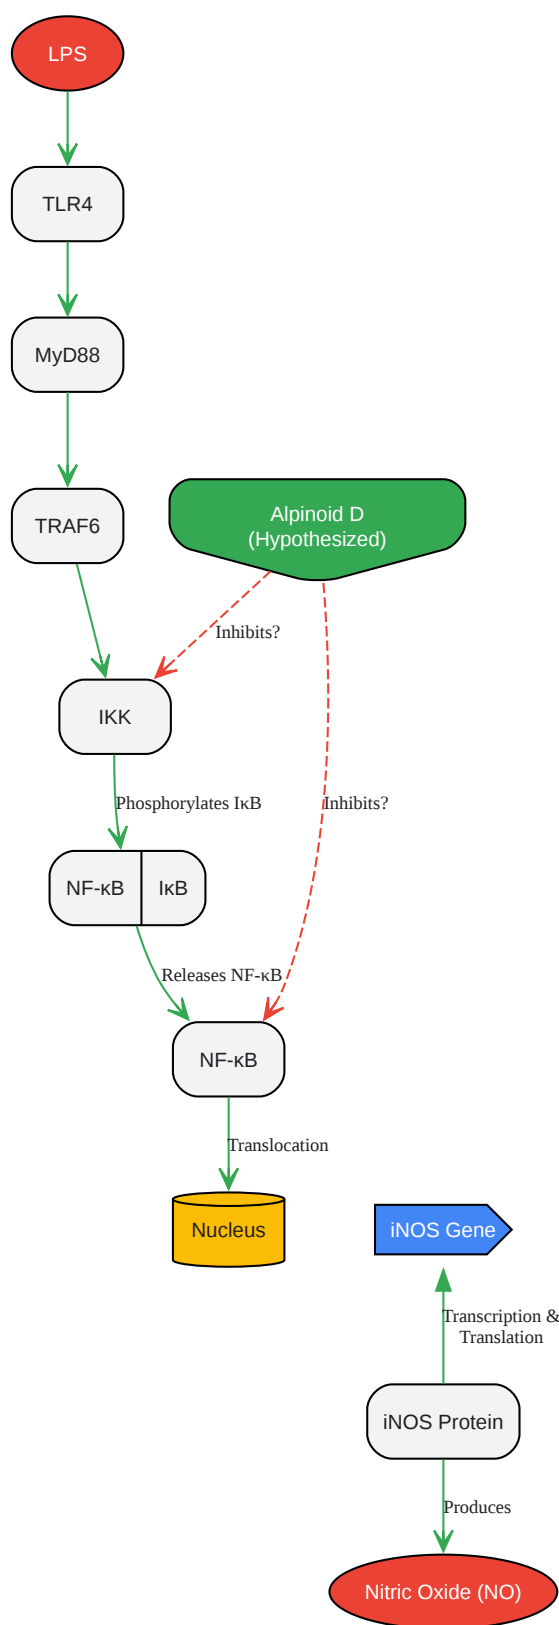 LPS
TLR4
MyD88
TRAF6
Alpinoid D
(Hypothesized)
Inhibits?
IKK
Phosphorylates IκB
Inhibits?
NF-κB
IκB
Releases NF-κB
NF-κB
Translocation
Nucleus
iNOS Gene
Transcription &
Translation
iNOS Protein
Produces
Nitric Oxide (NO)